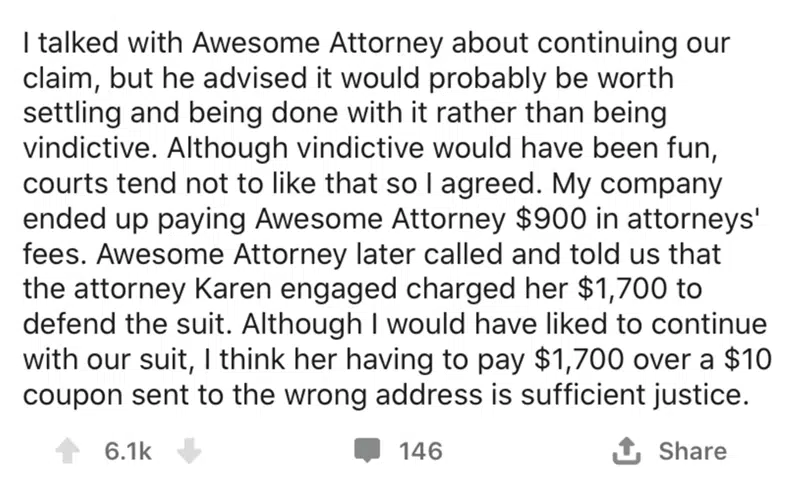 I talked with Awesome Attorney about continuing our
claim, but he advised it would probably be worth
settling and being done with it rather than being
vindictive. Although vindictive would have been fun,
courts tend not to like that so I agreed. My company
ended up paying Awesome Attorney $900 in attorneys'
fees. Awesome Attorney later called and told us that
the attorney Karen engaged charged her $1,700 to
defend the suit. Although I would have liked to continue
with our suit, I think her having to pay $1,700 over a $10
coupon sent to the wrong address is sufficient justice.
6.1k 146 Share